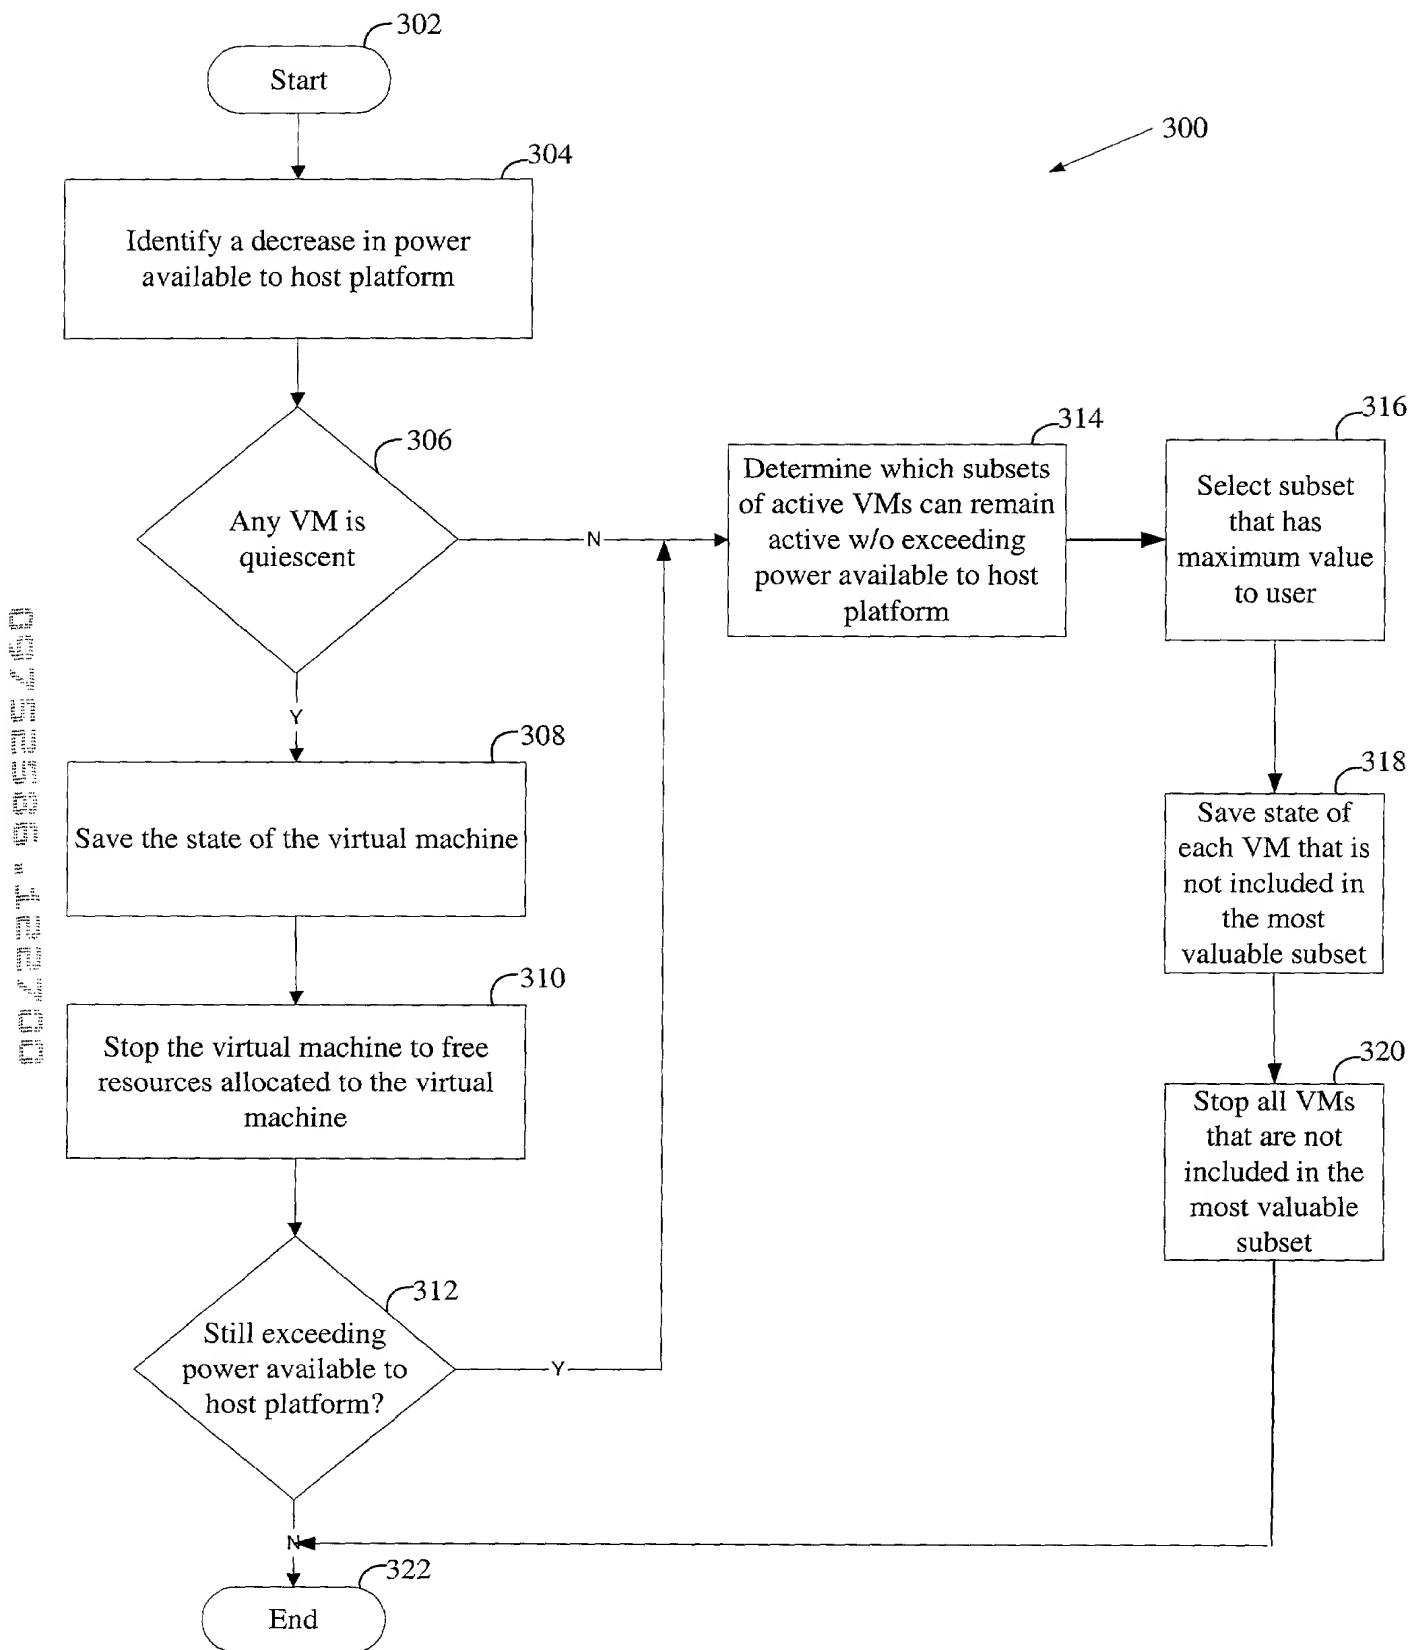 302
Start
300
304
Identify a decrease in power
available to host platform
306
Any VM is
quiescent
N
Y
308
Save the state of the virtual machine
310
Stop the virtual machine to free
resources allocated to the virtual
machine
312
Still exceeding
power available to
host platform?
Y
N
314
Determine which subsets
of active VMs can remain
active w/o exceeding
power available to host
platform
316
Select subset
that has
maximum value
to user
318
Save state of
each VM that is
not included in
the most
valuable subset
320
Stop all VMs
that are not
included in the
most valuable
subset
322
End
09752586.122700